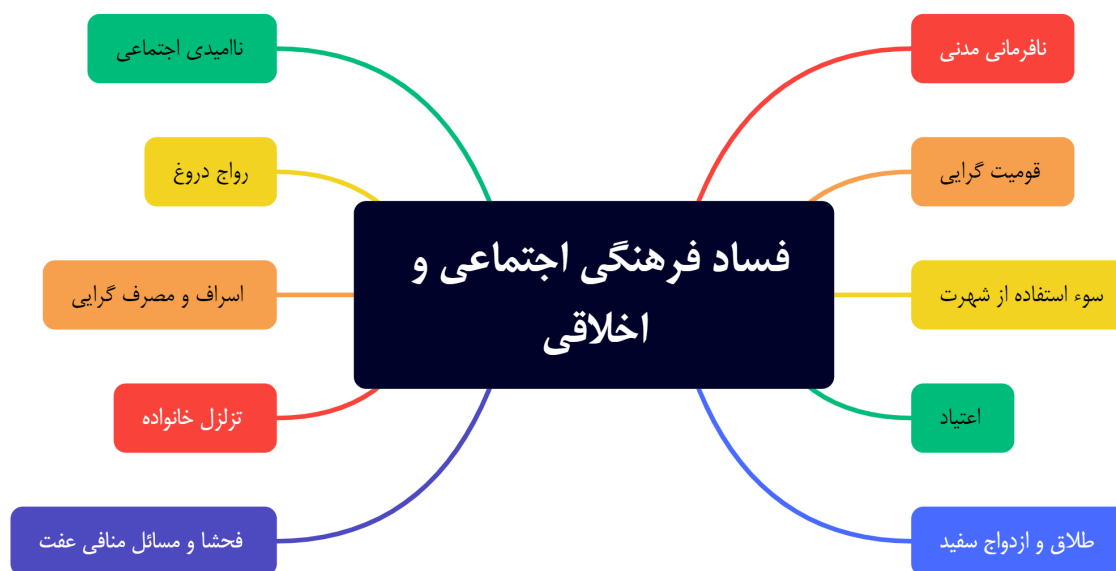 فساد فرهنگی اجتماعی و
اخلاقی
نافرمانی مدنی
قومیت گرایی
سوء استفاده از شهرت
اعتیاد
طلاق و ازدواج سفید
ناامیدی اجتماعی
رواج دروغ
اسراف و مصرف گرایی
تزلزل خانواده
فحشا و مسائل منافی عفت